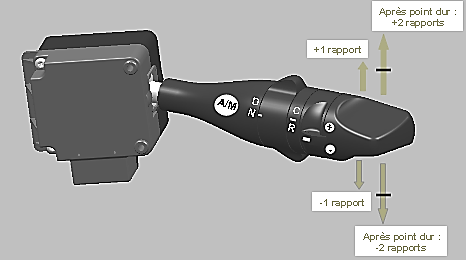 Après point dur :
+2 rapports
+1 rapport
A/M
D
N
C
R
+
-
-1 rapport
Après point dur :
-2 rapports